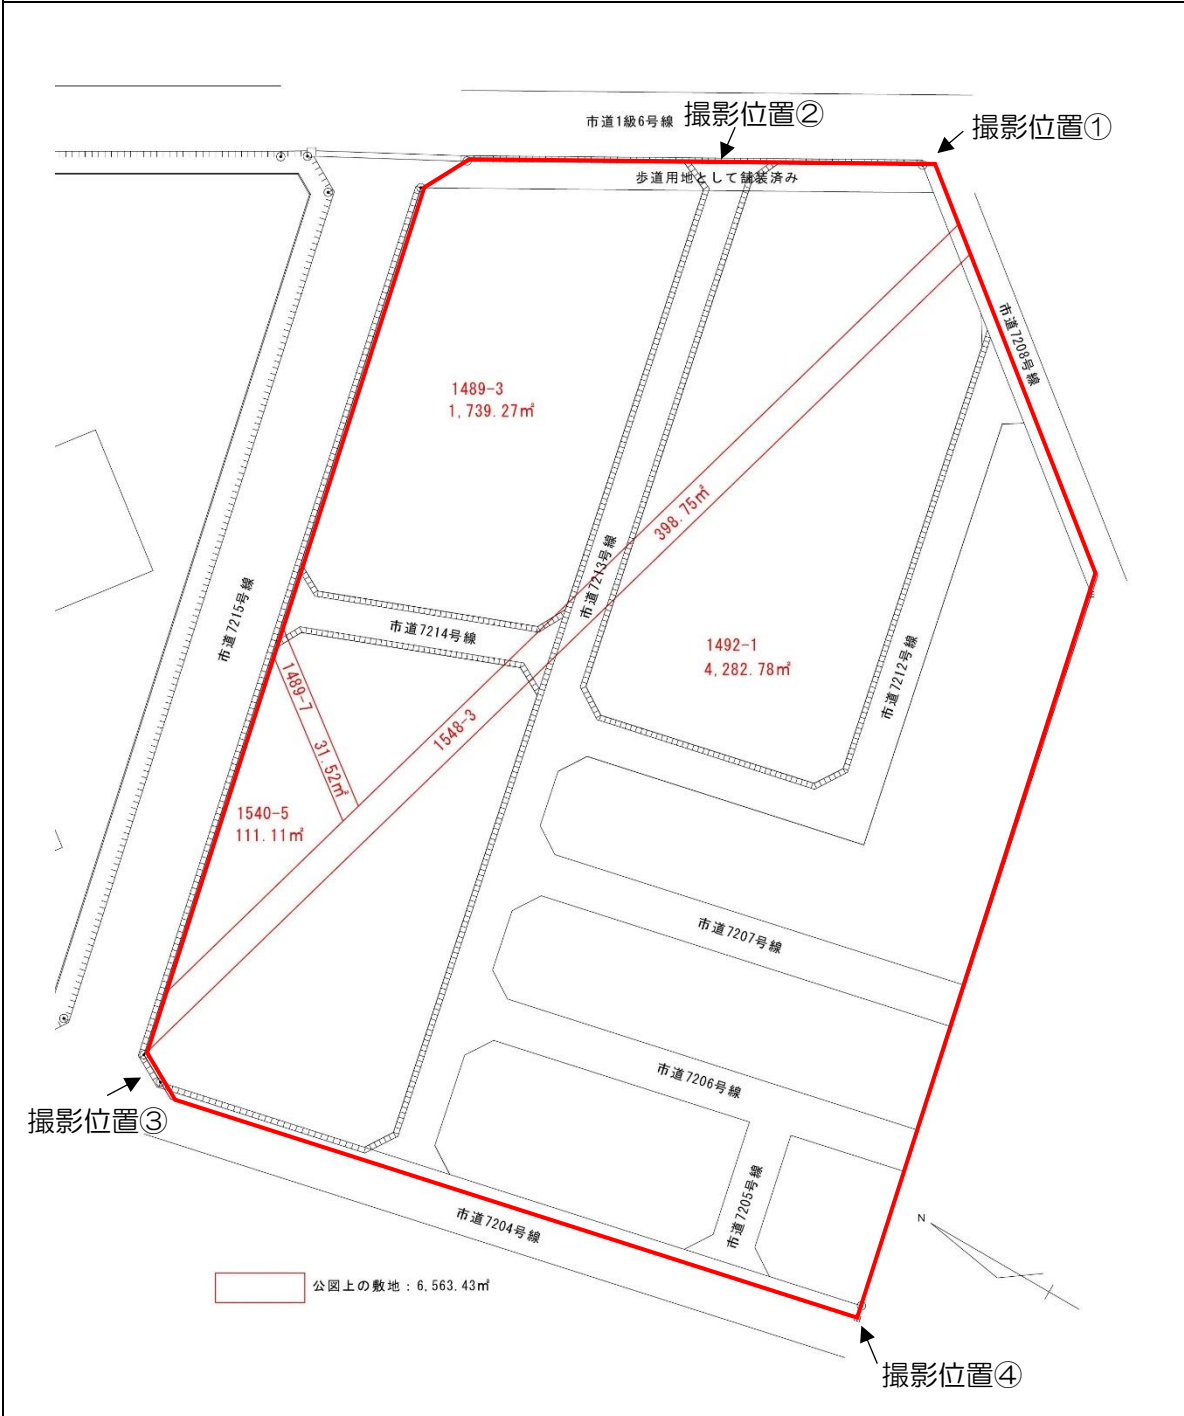 市道1級6号線
撮影位置②
撮影位置①
歩道用地として舗装済み
市道7208号線
1489-3
1,739.27㎡
398.75㎡
市道7213号線
市道7215号線
市道7214号線
1492-1
4,282.78㎡
市道7212号線
1489-7
31.52㎡
1548-3
1540-5
111.11㎡
市道7207号線
市道7206号線
撮影位置③
市道7205号線
市道7204号線
N
公図上の敷地：6,563.43㎡
撮影位置④